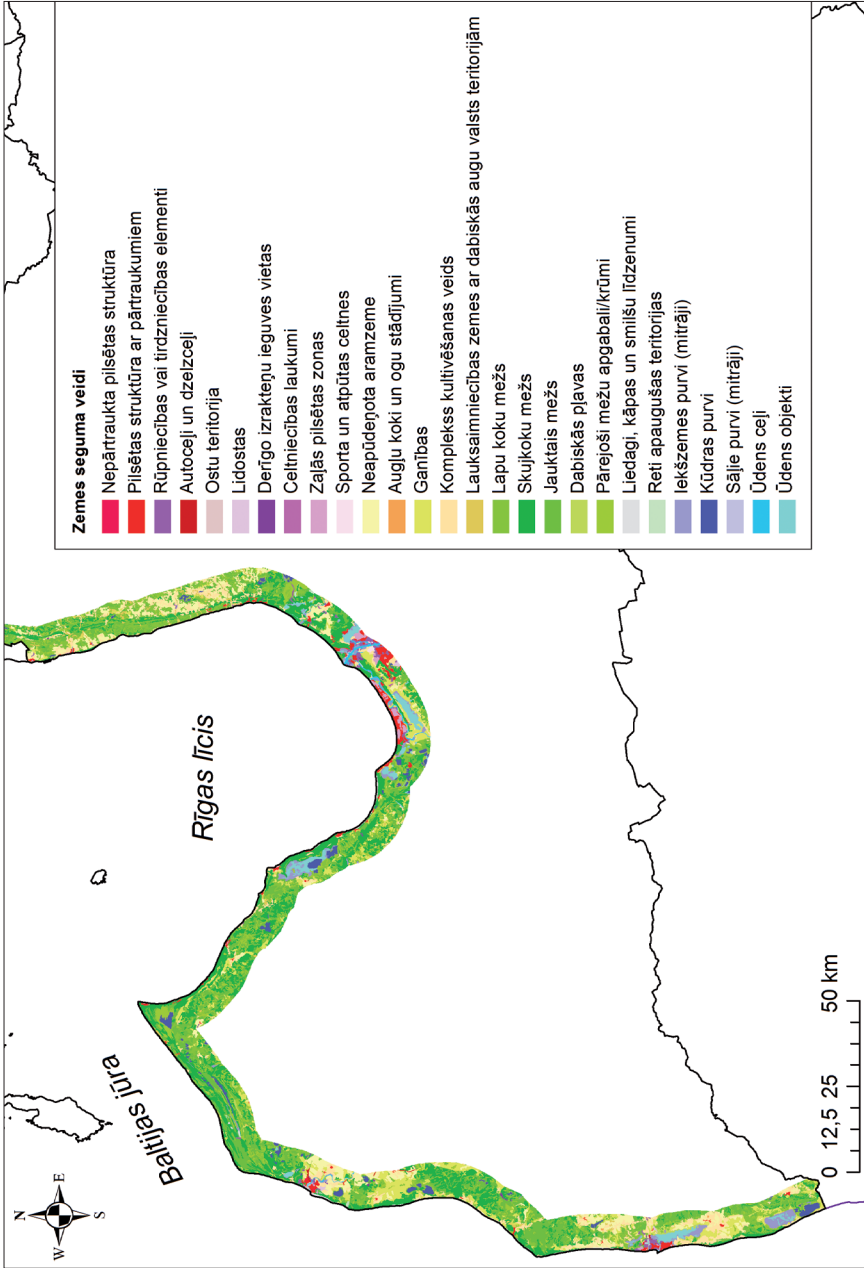 N
W E
S
Baltijas jūra
Rīgas līcis
0 12,5 25 50 km
Zemes seguma veidi
Nepārtraukta pilsētas struktūra
Pilsētas struktūra ar pārtraukumiem
Rūpniecības vai tirdzniecības elementi
Autoceļi un dzelzceļi
Ostu teritorija
Lidostas
Derīgo izrakteņu ieguves vietas
Celtniecības laukumi
Zaļās pilsētas zonas
Sporta un atpūtas celtnes
Neapūdeņota aramzeme
Augļu koki un ogu stādījumi
Ganības
Komplekss kultivēšanas veids
Lauksaimniecības zemes ar dabiskās augu valsts teritorijām
Lapu koku mežs
Skujkoku mežs
Jauktais mežs
Dabiskās pļavas
Pārejoši mežu apgabali/krūmi
Liedagi, kāpas un smilšu līdzenumi
Reti apaugušas teritorijas
Iekšzemes purvi (mitrāji)
Kūdras purvi
Sāļie purvi (mitrāji)
Ūdens ceļi
Ūdens objekti